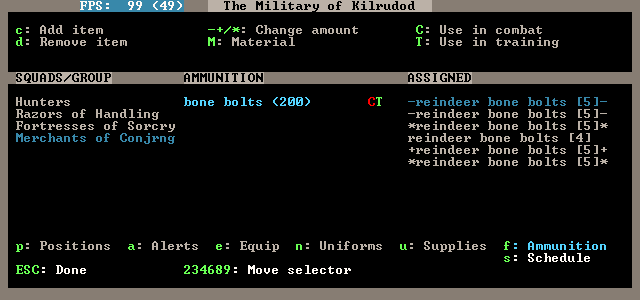 FPS: 99 (49) The Military of Kilrudod
c: Add item -+/*: Change amount C: Use in combat
d: Remove item M: Material T: Use in training
SQUADS/GROUP AMMUNITION ASSIGNED
Hunters bone bolts (200) CT -reindeer bone bolts [5]-
Razors of Handling -reindeer bone bolts [5]-
Fortresses of Sorcry *reindeer bone bolts [5]*
Merchants of Conjrng reindeer bone bolts [4]
+reindeer bone bolts [5]+
*reindeer bone bolts [5]*
p: Positions a: Alerts e: Equip n: Uniforms u: Supplies f: Ammunition
s: Schedule
ESC: Done 234689: Move selector